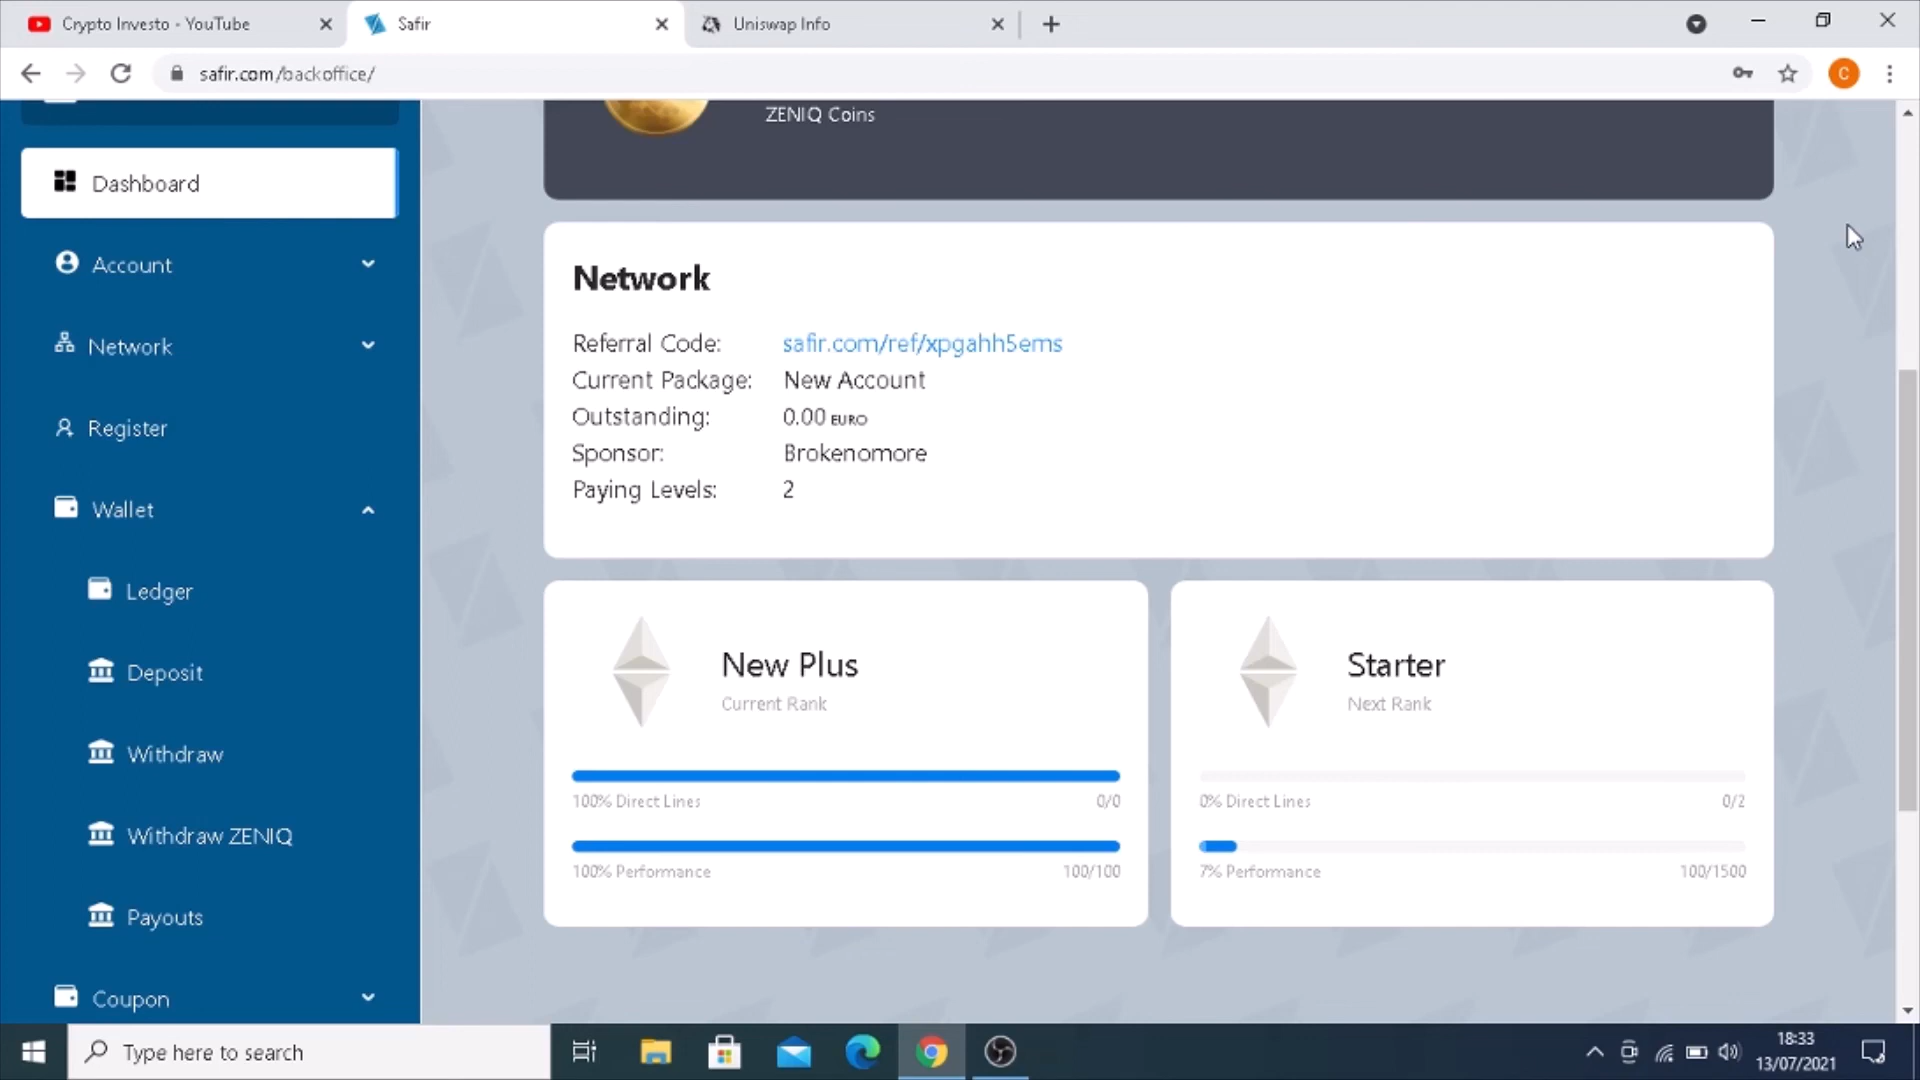 Crypto Investo - YouTube
Safir
Uniswap Info
safir.com/backoffice/
C
ZENIQ Coins
Dashboard
Account
Network
Register
Wallet
Ledger
Deposit
Withdraw
Withdraw ZENIQ
Payouts
Coupon
Network
Referral Code: safir.com/ref/xpgahh5ems
Current Package: New Account
Outstanding: 0.00 EURO
Sponsor: Brokenomore
Paying Levels: 2
New Plus
Current Rank
100% Direct Lines 0/0
100% Performance 100/100
Starter
Next Rank
0% Direct Lines 0/2
7% Performance 100/1500
Type here to search
18:33
13/07/2021